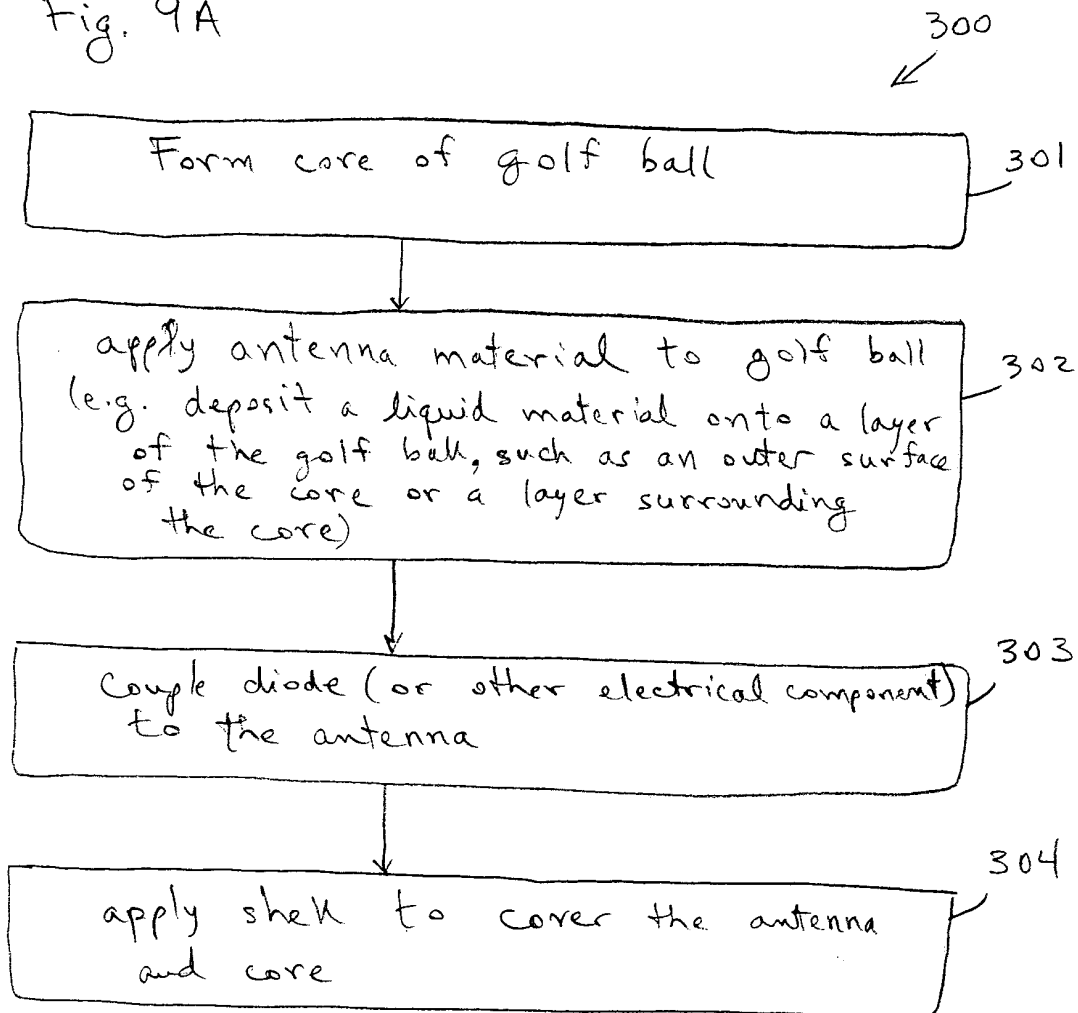 Fig. 9A
300
Form core of golf ball
301
apply antenna material to golf ball
302
(e.g. deposit a liquid material onto a layer
of the golf ball, such as an outer surface
of the core or a layer surrounding
the core)
303
couple diode (or other electrical component)
to the antenna
304
apply shell to cover the antenna
and core